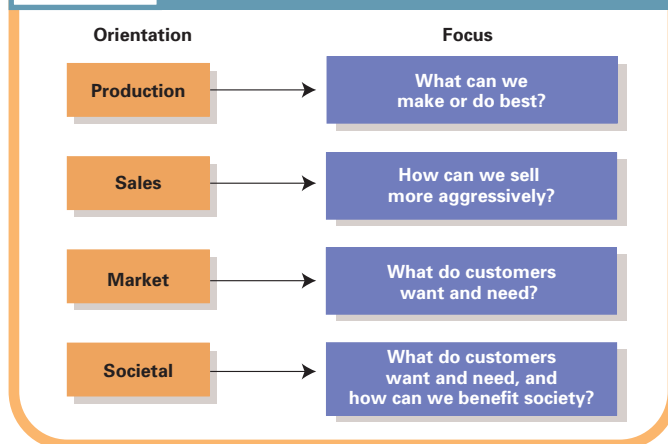 Orientation
Focus
Production
What can we
make or do best?
Sales
How can we sell
more aggressively?
Market
What do customers
want and need?
Societal
What do customers
want and need, and
how can we benefit society?